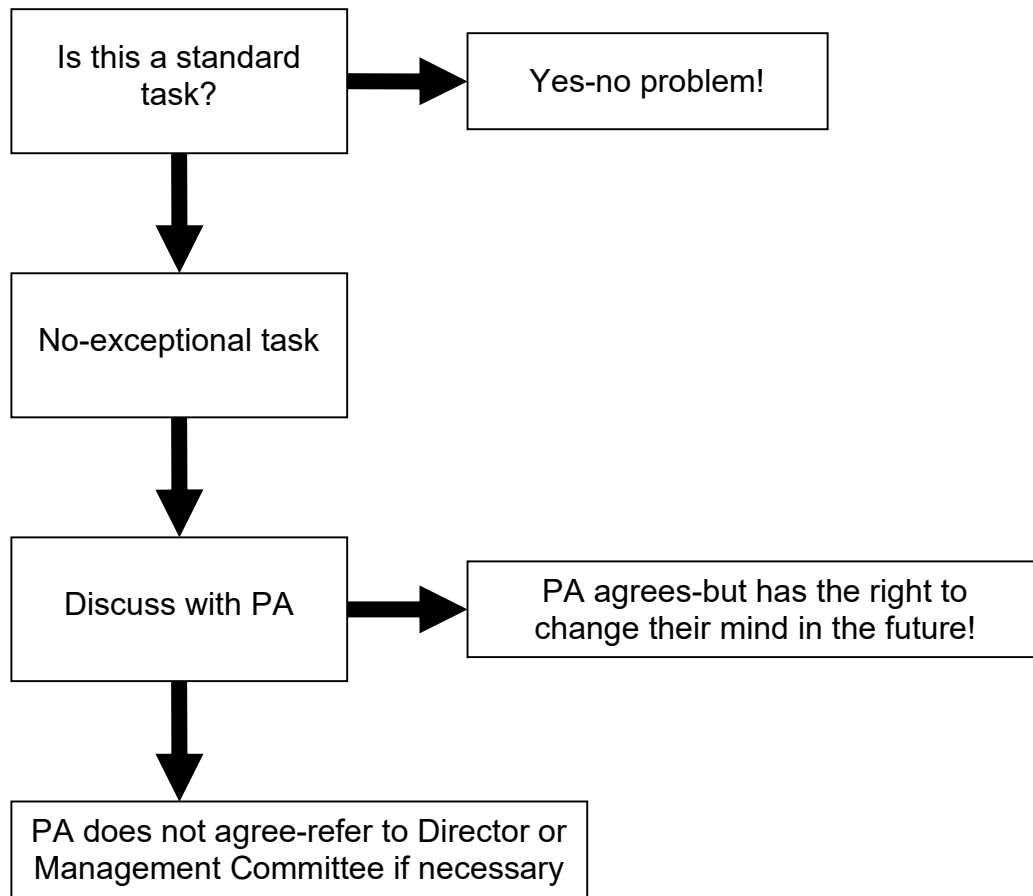 Is this a standard
task?
Yes-no problem!
No-exceptional task
Discuss with PA
PA agrees-but has the right to
change their mind in the future!
PA does not agree-refer to Director or
Management Committee if necessary